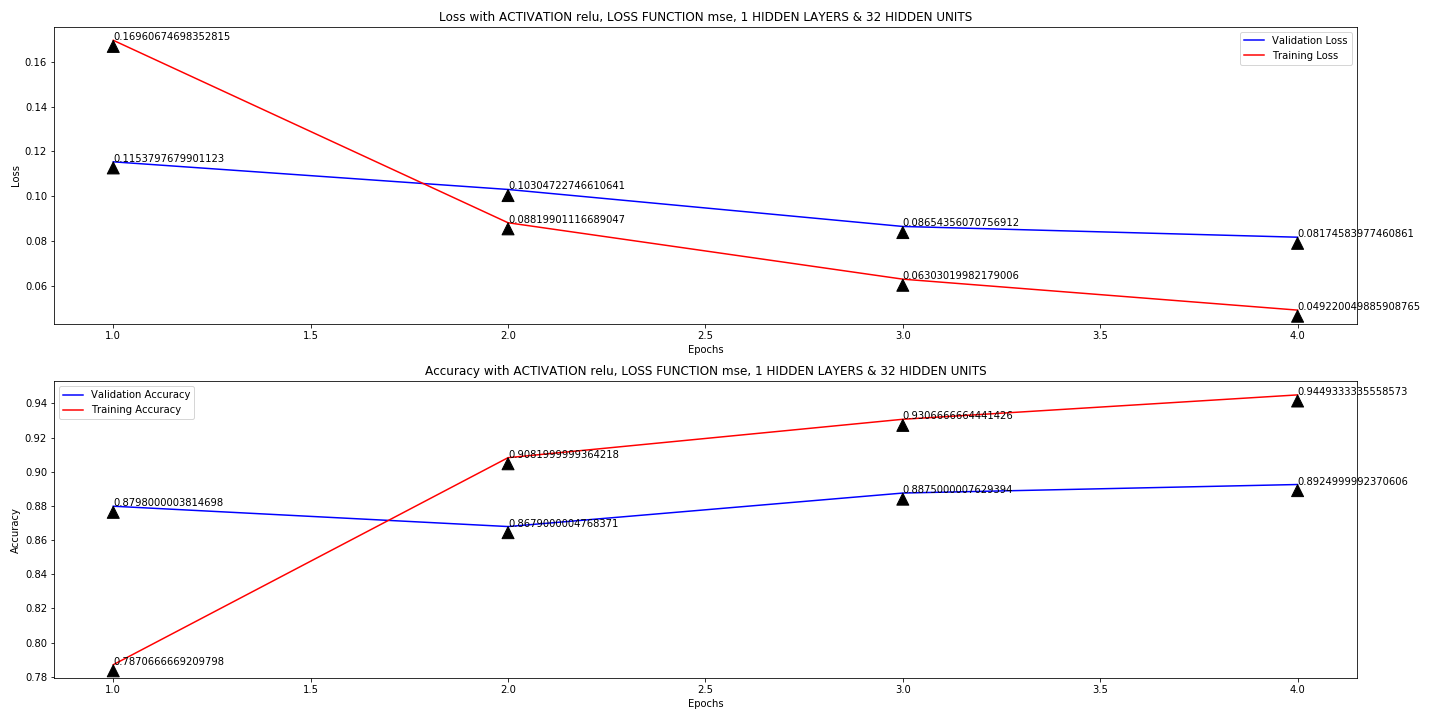 Loss with ACTIVATION relu, LOSS FUNCTION mse, 1 HIDDEN LAYERS & 32 HIDDEN UNITS
Validation Loss
Training Loss
0.16960674698352815
0.1153797679901123
0.10304722746610641
0.08819901116689047
0.08654356070756912
0.06303019982179006
0.08174583977460861
0.049220049885908765
0.16
0.14
0.12
0.10
0.08
0.06
Loss
1.0 1.5 2.0 2.5 3.0 3.5 4.0
Epochs
Accuracy with ACTIVATION relu, LOSS FUNCTION mse, 1 HIDDEN LAYERS & 32 HIDDEN UNITS
Validation Accuracy
Training Accuracy
0.9449333335558573
0.9306666664441426
0.9081999999364218
0.8924999992370606
0.8875000007629394
0.8798000003814698
0.8679000004768371
0.7870666669209798
0.94
0.92
0.90
0.88
0.86
0.84
0.82
0.80
0.78
Accuracy
1.0 1.5 2.0 2.5 3.0 3.5 4.0
Epochs